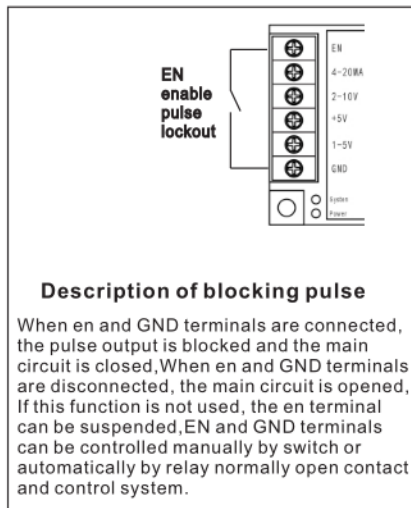 EN
enable
pulse
lockout
EN
4-20MA
2-10V
+5V
1-5V
GND
System
Power
Description of blocking pulse
When en and GND terminals are connected,
the pulse output is blocked and the main
circuit is closed,When en and GND terminals
are disconnected, the main circuit is opened,
If this function is not used, the en terminal
can be suspended,EN and GND terminals
can be controlled manually by switch or
automatically by relay normally open contact
and control system.